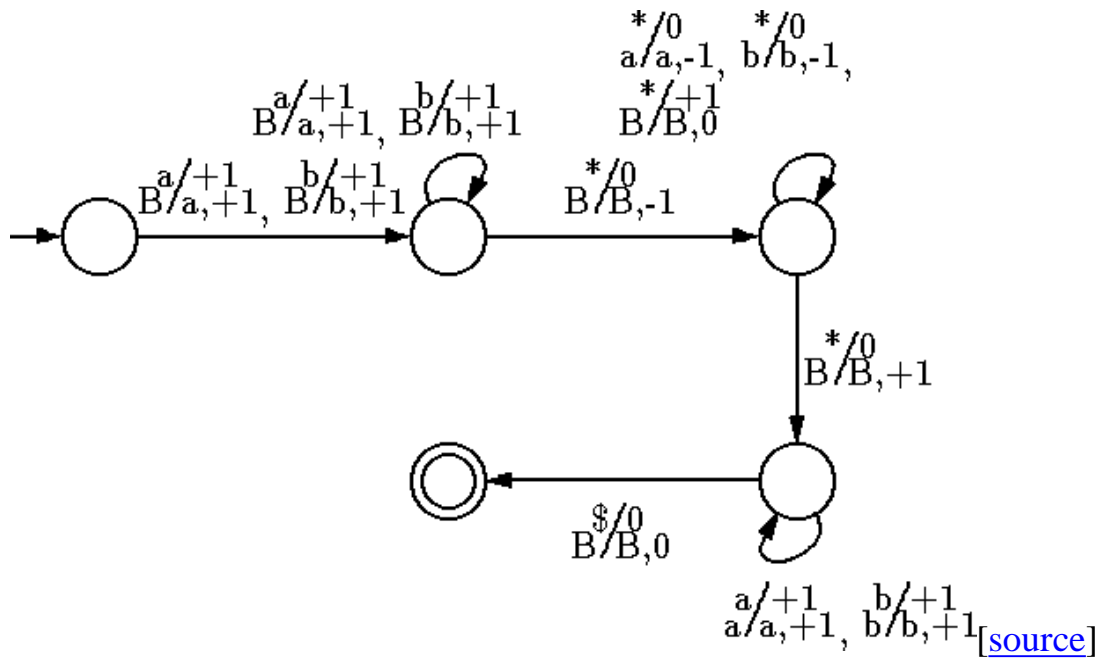 */0 */0
a/a,-1, b/b,-1,
a/+1 b/+1 */+1
B/a,+1, B/b,+1 B/B,0
a/+1 b/+1 */0
B/a,+1, B/b,+1 B/B,-1
*/0
B/B,+1
$/0
B/B,0
a/+1 b/+1
a/a,+1, b/b,+1
[source]